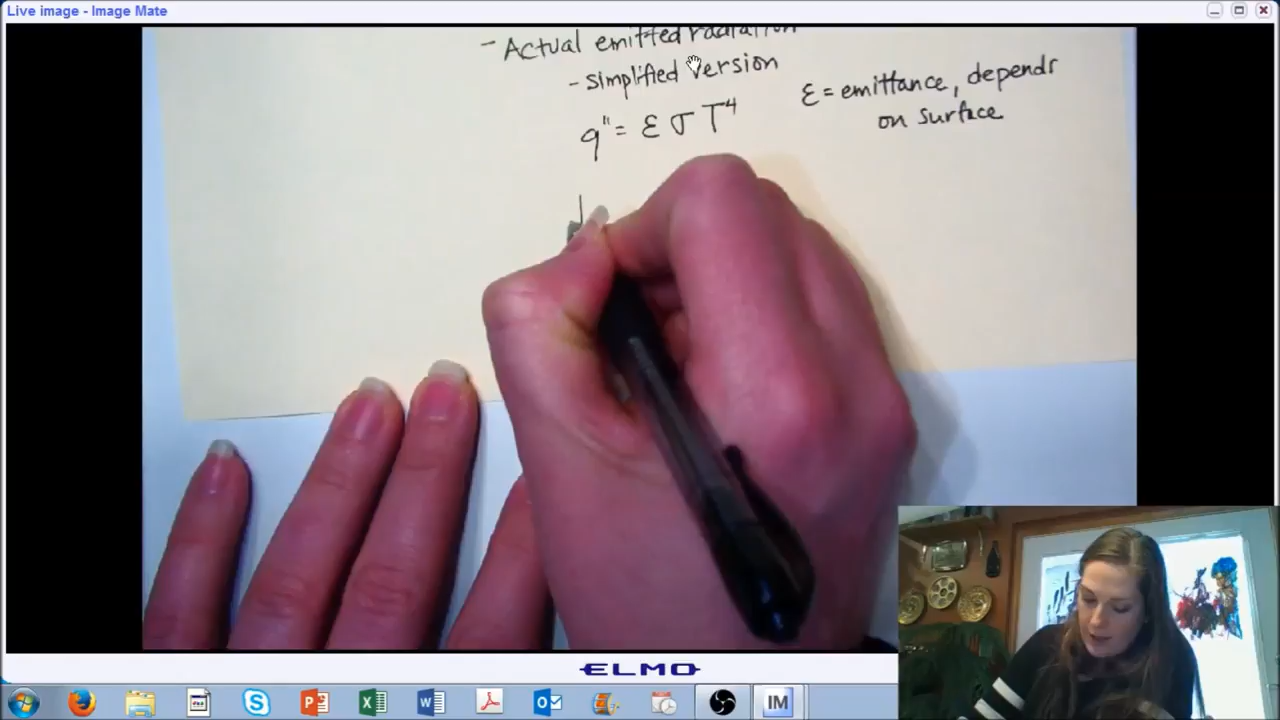 Live image - Image Mate
- Actual emitted radiation
- simplified version
q" = ε σ T⁴
ε = emittance, depends
on surface
ELMO
IM